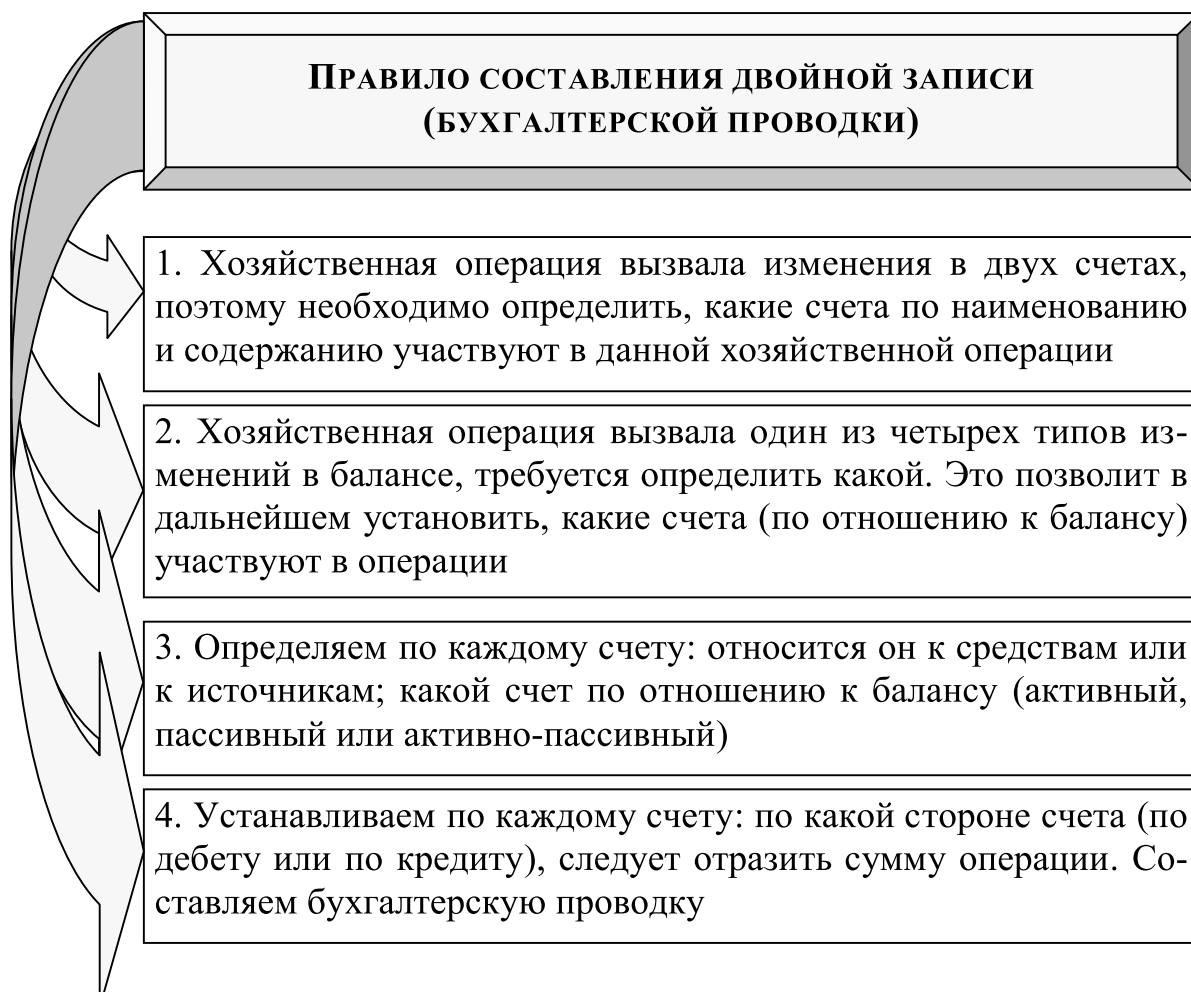 ПРАВИЛО СОСТАВЛЕНИЯ ДВОЙНОЙ ЗАПИСИ
(БУХГАЛТЕРСКОЙ ПРОВОДКИ)
1. Хозяйственная операция вызвала изменения в двух счетах,
поэтому необходимо определить, какие счета по наименованию
и содержанию участвуют в данной хозяйственной операции
2. Хозяйственная операция вызвала один из четырех типов из-
менений в балансе, требуется определить какой. Это позволит в
дальнейшем установить, какие счета (по отношению к балансу)
участвуют в операции
3. Определяем по каждому счету: относится он к средствам или
к источникам; какой счет по отношению к балансу (активный,
пассивный или активно-пассивный)
4. Устанавливаем по каждому счету: по какой стороне счета (по
дебету или по кредиту), следует отразить сумму операции. Со-
ставляем бухгалтерскую проводку